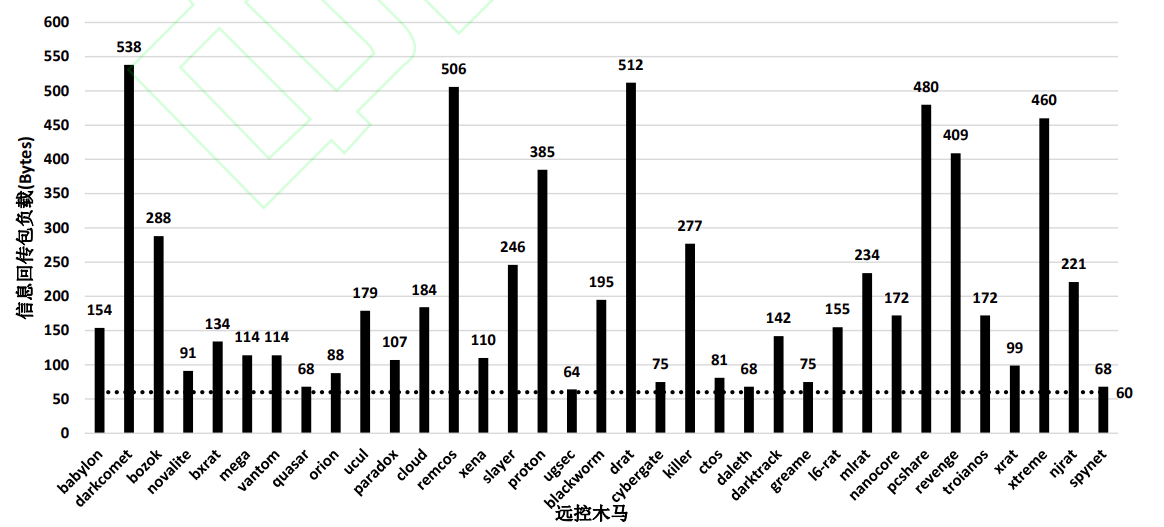 600
550
500
450
400
350
300
250
200
150
100
50
0
信息回传包负载(Bytes)
154
538
288
91
134
114
114
68
88
179
107
184
506
110
246
385
64
195
512
75
277
81
68
142
75
155
234
172
480
409
172
99
460
221
68
60
babylon
darkcomet
bozok
novalite
bxrat
mega
vantom
quasar
orion
ucul
paradox
cloud
remcos
xena
slayer
proton
ugsec
blackworm
drat
cybergate
killer
ctos
daleth
darktrack
greame
l6-rat
mlrat
nanocore
pcshare
revenge
troianos
xrat
xtreme
njrat
spynet
远控木马